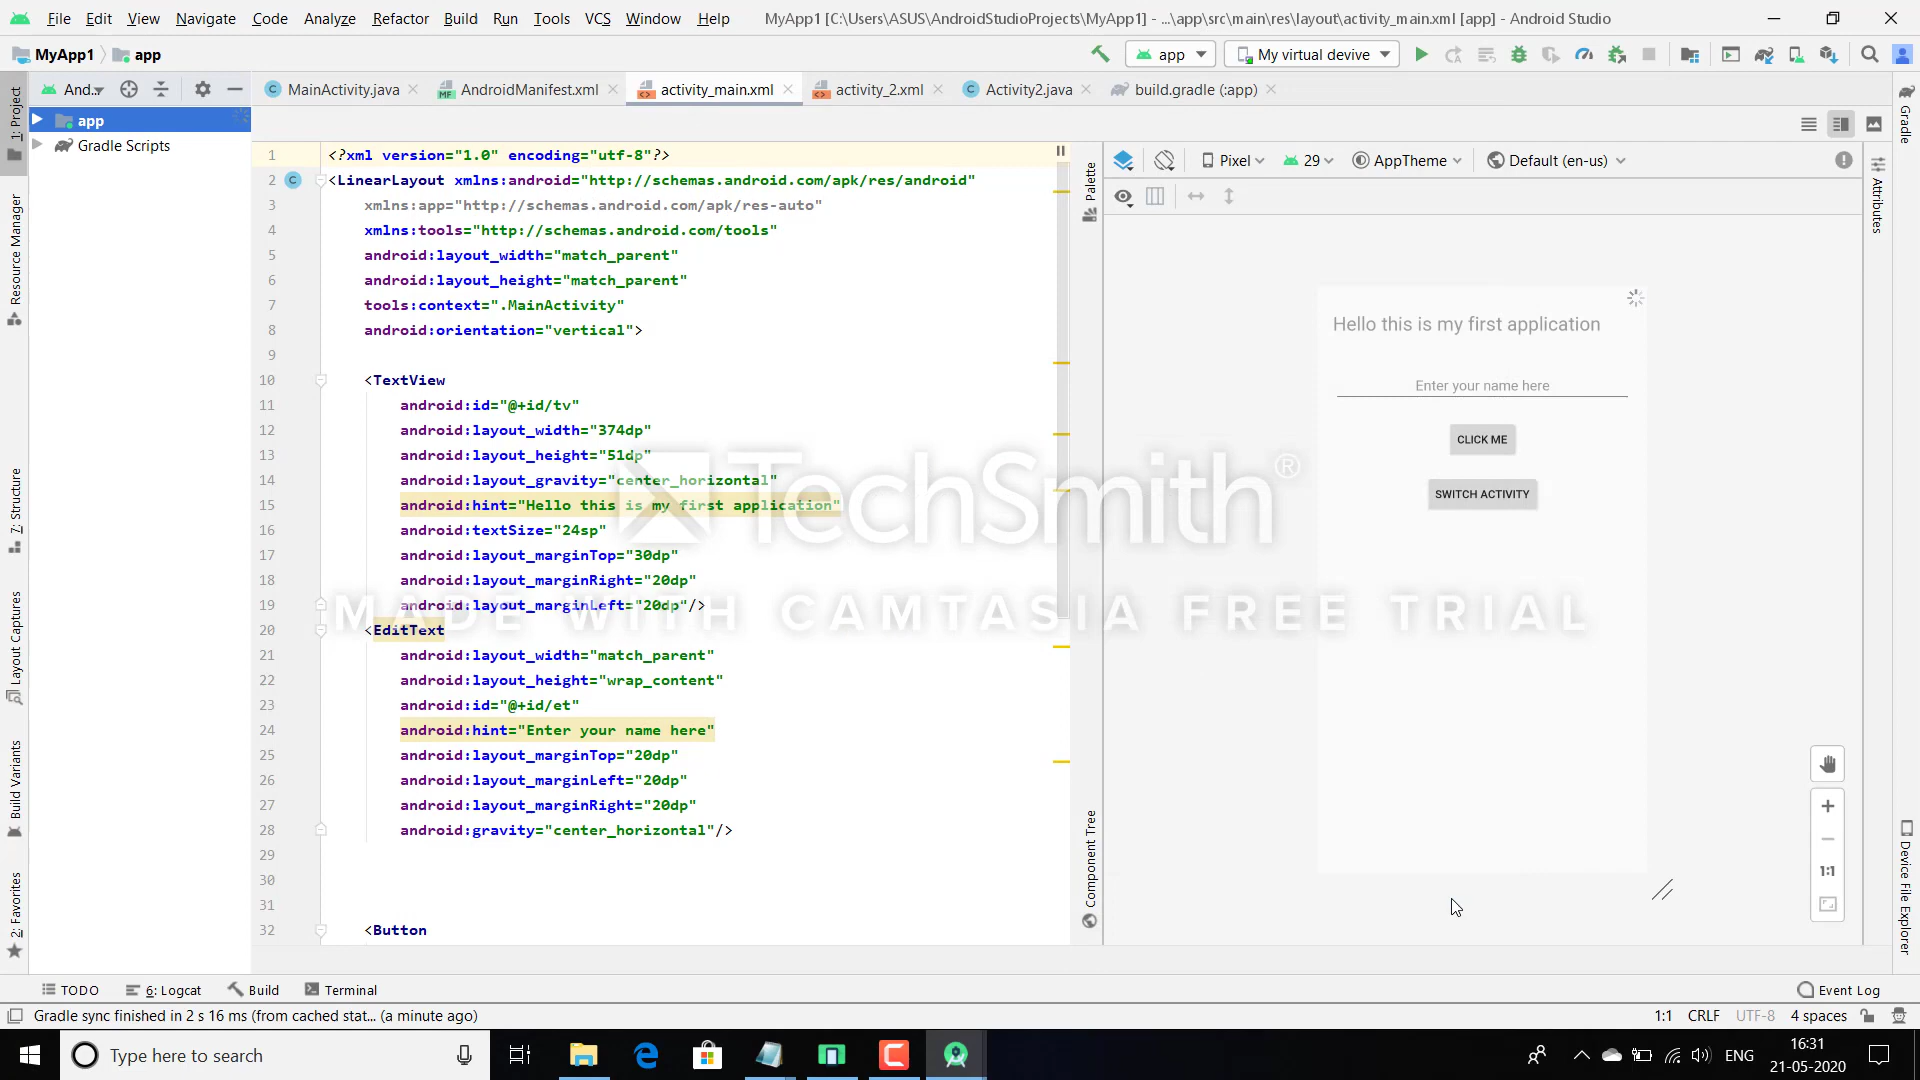 File Edit View Navigate Code Analyze Refactor Build Run Tools VCS Window Help MyApp1 [C:\Users\ASUS\AndroidStudioProjects\MyApp1] - ...\app\src\main\res\layout\activity_main.xml [app] - Android Studio
MyApp1 app app My virtual devive
And... MainActivity.java AndroidManifest.xml activity_main.xml activity_2.xml Activity2.java build.gradle (:app)
app
Gradle Scripts
1: Project
Resource Manager
7: Structure
Layout Captures
Build Variants
2: Favorites
1 <?xml version="1.0" encoding="utf-8"?>
2 <LinearLayout xmlns:android="http://schemas.android.com/apk/res/android"
3 xmlns:app="http://schemas.android.com/apk/res-auto"
4 xmlns:tools="http://schemas.android.com/tools"
5 android:layout_width="match_parent"
6 android:layout_height="match_parent"
7 tools:context=".MainActivity"
8 android:orientation="vertical">
9
10 <TextView
11 android:id="@+id/tv"
12 android:layout_width="374dp"
13 android:layout_height="51dp"
14 android:layout_gravity="center_horizontal"
15 android:hint="Hello this is my first application"
16 android:textSize="24sp"
17 android:layout_marginTop="30dp"
18 android:layout_marginRight="20dp"
19 android:layout_marginLeft="20dp"/>
20 <EditText
21 android:layout_width="match_parent"
22 android:layout_height="wrap_content"
23 android:id="@+id/et"
24 android:hint="Enter your name here"
25 android:layout_marginTop="20dp"
26 android:layout_marginLeft="20dp"
27 android:layout_marginRight="20dp"
28 android:gravity="center_horizontal"/>
29
30
31
32 <Button
Palette
Component Tree
Pixel 29 AppTheme Default (en-us)
Hello this is my first application
Enter your name here
CLICK ME
SWITCH ACTIVITY
1:1
Gradle
Attributes
Device File Explorer
TechSmith®
MADE WITH CAMTASIA FREE TRIAL
TODO 6: Logcat Build Terminal Event Log
Gradle sync finished in 2 s 16 ms (from cached stat... (a minute ago) 1:1 CRLF UTF-8 4 spaces
Type here to search ENG 16:31
21-05-2020